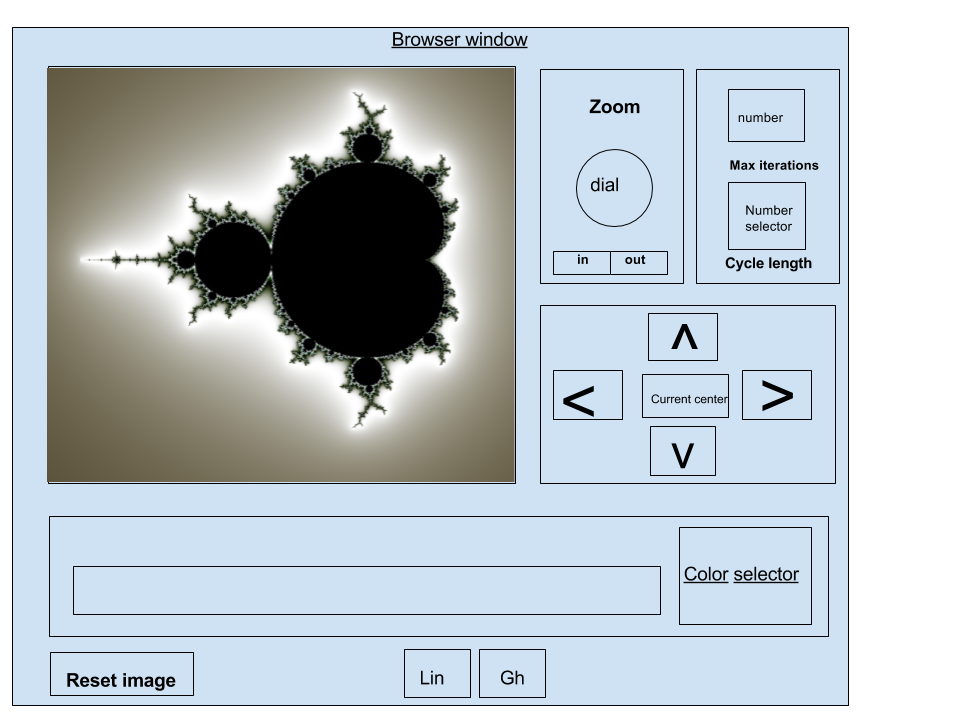 Browser window
Zoom
dial
in out
number
Max iterations
Number
selector
Cycle length
^
< Current center >
v
Color selector
Reset image
Lin Gh